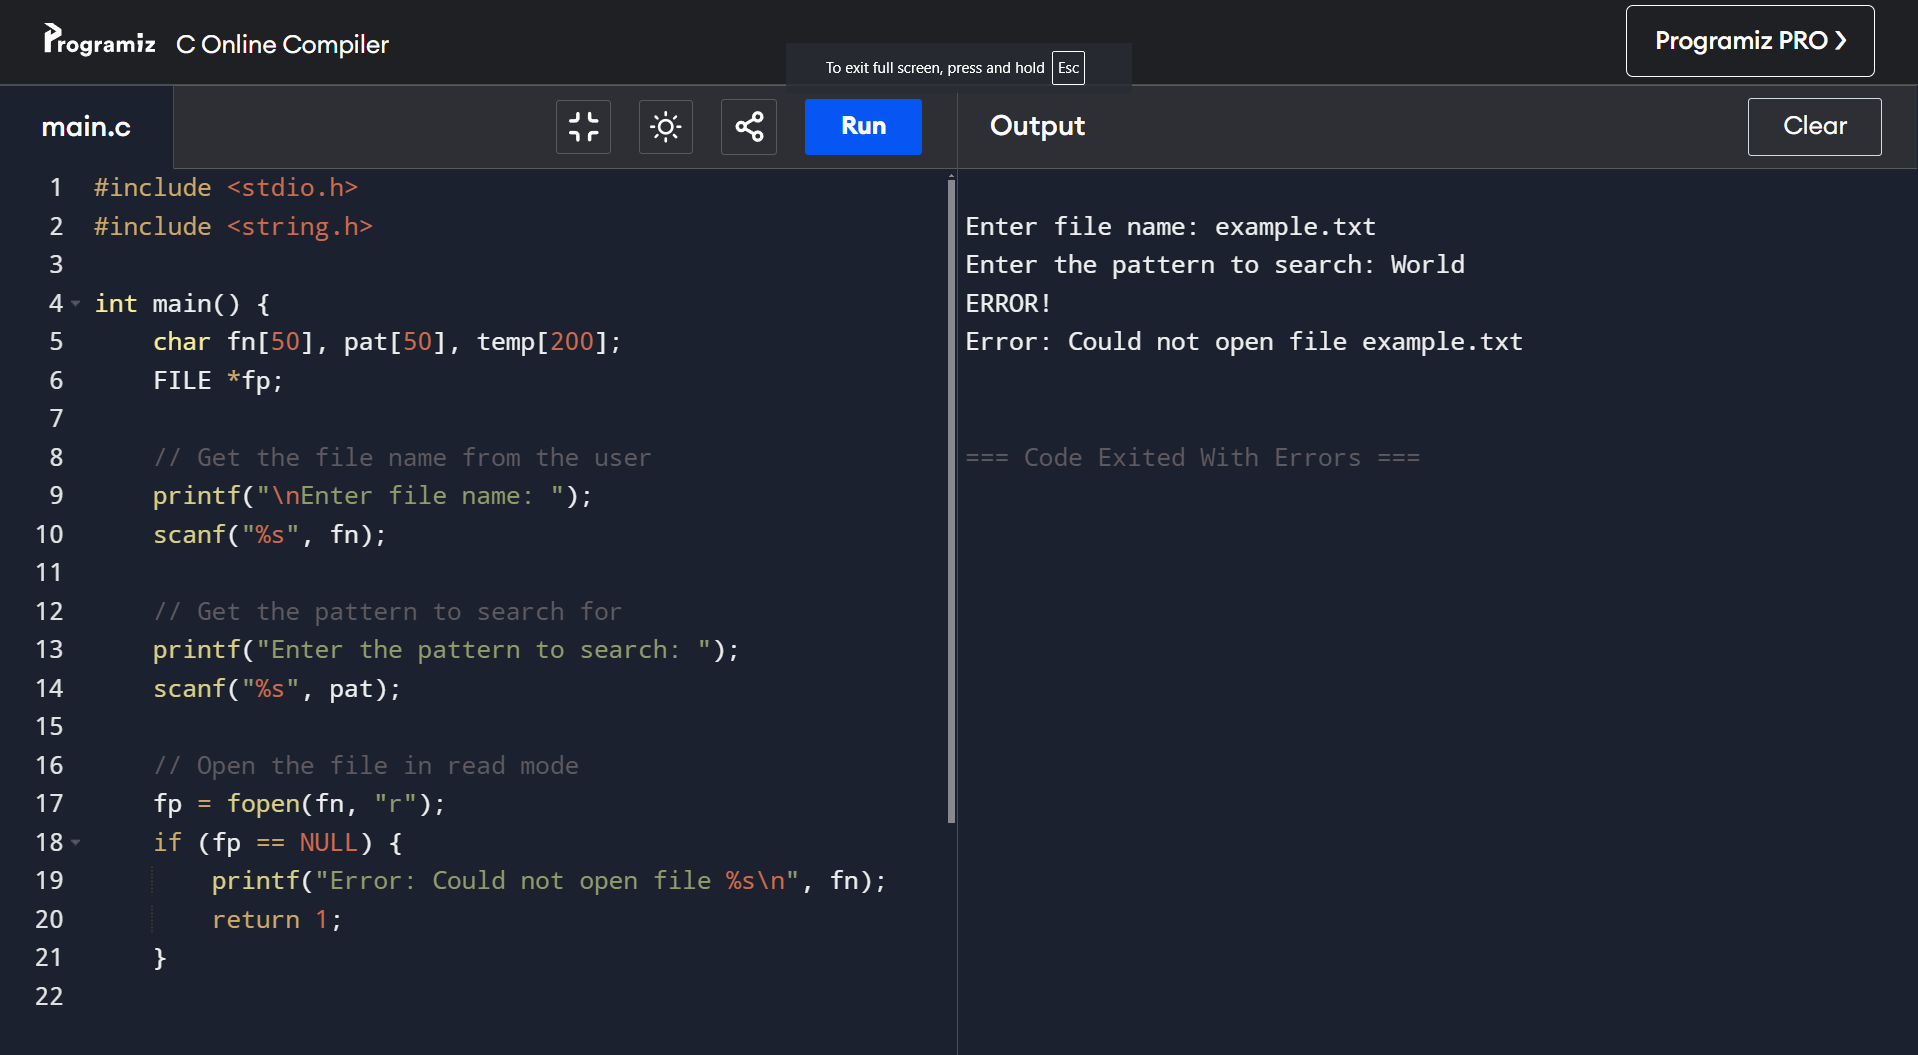 Programiz C Online Compiler
To exit full screen, press and hold Esc
Programiz PRO ❯
main.c
Run
Output
Clear
1 #include <stdio.h>
2 #include <string.h>
3
4 int main() {
5     char fn[50], pat[50], temp[200];
6     FILE *fp;
7
8     // Get the file name from the user
9     printf("\nEnter file name: ");
10     scanf("%s", fn);
11
12     // Get the pattern to search for
13     printf("Enter the pattern to search: ");
14     scanf("%s", pat);
15
16     // Open the file in read mode
17     fp = fopen(fn, "r");
18     if (fp == NULL) {
19         printf("Error: Could not open file %s\n", fn);
20         return 1;
21     }
22
Enter file name: example.txt
Enter the pattern to search: World
ERROR!
Error: Could not open file example.txt
=== Code Exited With Errors ===